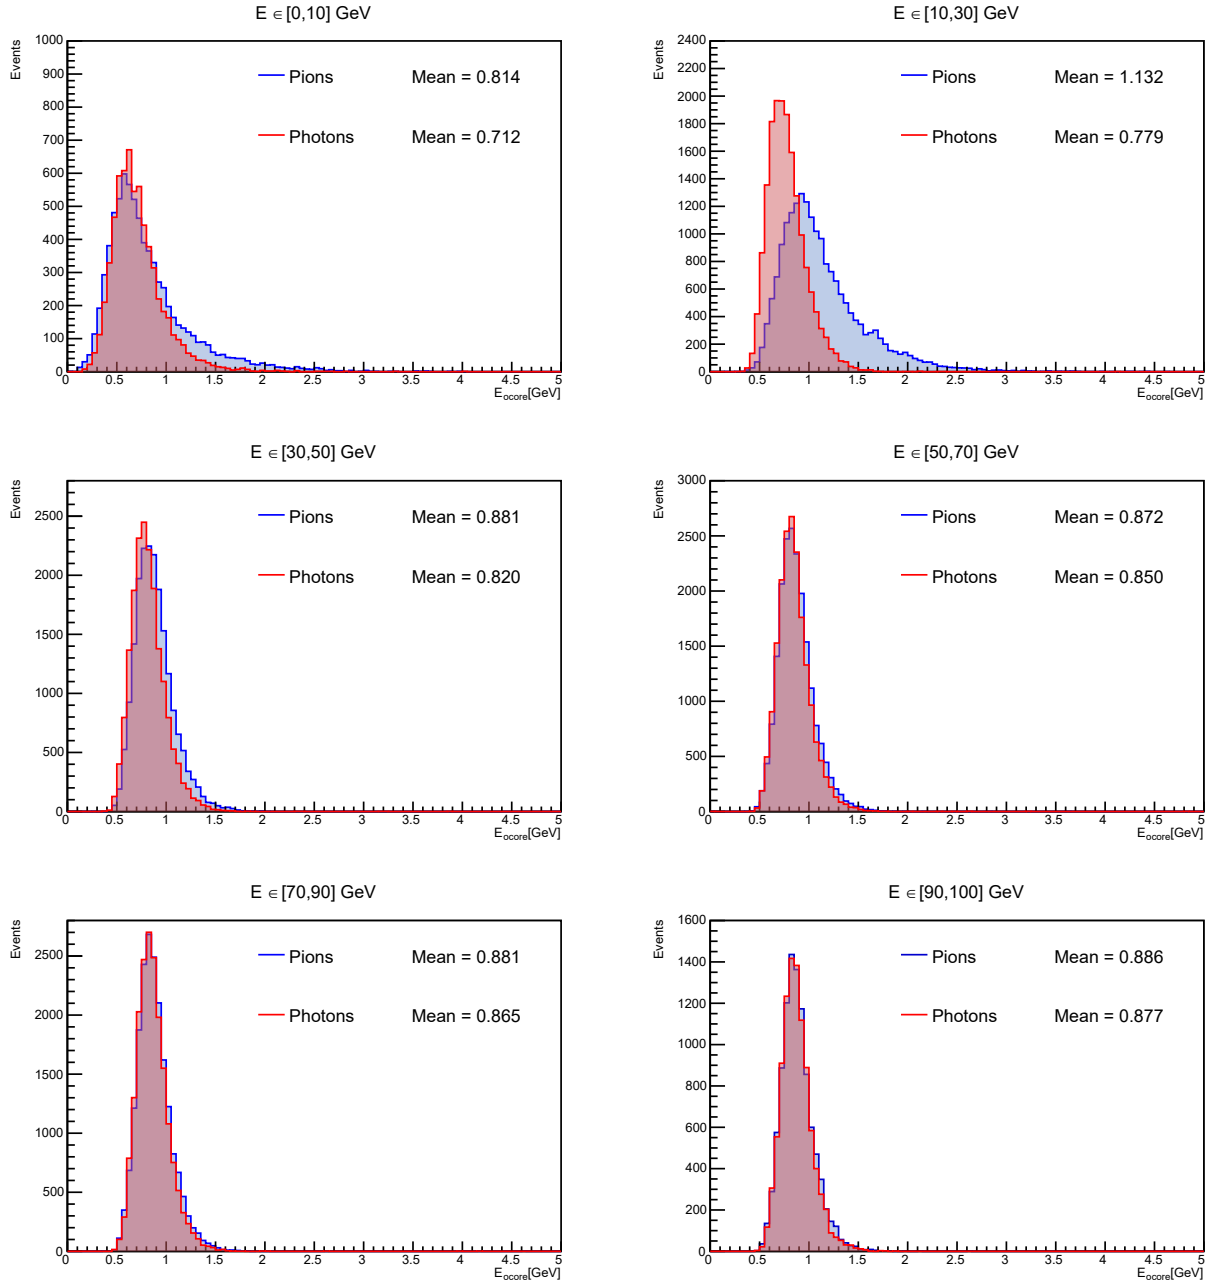 E ∈ [0,10] GeV
Events
1000
900
800
700
600
500
400
300
200
100
0
Pions Mean = 0.814
Photons Mean = 0.712
0 0.5 1 1.5 2 2.5 3 3.5 4 4.5 5
E_ocore[GeV]
E ∈ [10,30] GeV
Events
2400
2200
2000
1800
1600
1400
1200
1000
800
600
400
200
0
Pions Mean = 1.132
Photons Mean = 0.779
0 0.5 1 1.5 2 2.5 3 3.5 4 4.5 5
E_ocore[GeV]
E ∈ [30,50] GeV
Events
2500
2000
1500
1000
500
0
Pions Mean = 0.881
Photons Mean = 0.820
0 0.5 1 1.5 2 2.5 3 3.5 4 4.5 5
E_ocore[GeV]
E ∈ [50,70] GeV
Events
3000
2500
2000
1500
1000
500
0
Pions Mean = 0.872
Photons Mean = 0.850
0 0.5 1 1.5 2 2.5 3 3.5 4 4.5 5
E_ocore[GeV]
E ∈ [70,90] GeV
Events
2500
2000
1500
1000
500
0
Pions Mean = 0.881
Photons Mean = 0.865
0 0.5 1 1.5 2 2.5 3 3.5 4 4.5 5
E_ocore[GeV]
E ∈ [90,100] GeV
Events
1600
1400
1200
1000
800
600
400
200
0
Pions Mean = 0.886
Photons Mean = 0.877
0 0.5 1 1.5 2 2.5 3 3.5 4 4.5 5
E_ocore[GeV]